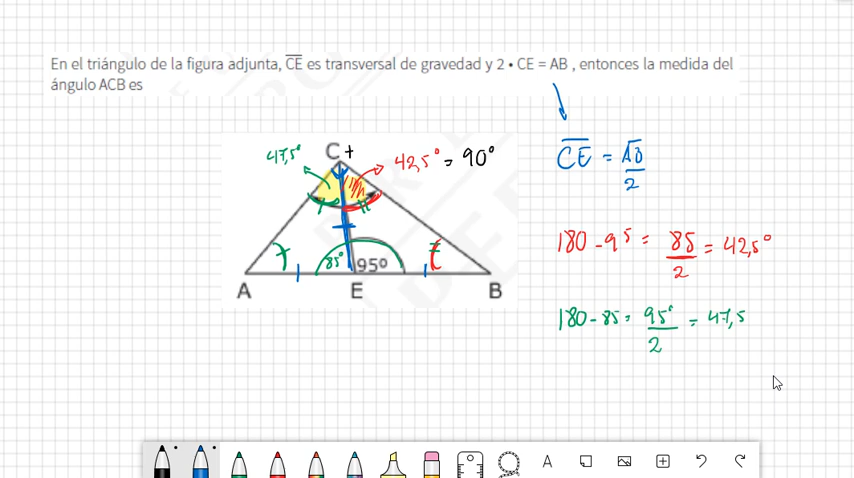 En el triángulo de la figura adjunta, CE es transversal de gravedad y 2 • CE = AB , entonces la medida del
ángulo ACB es
47,5° C + 42,5° = 90°
CE = AB/2
180 - 95 = 85/2 = 42,5°
85° 95°
A E B
180 - 85 = 95°/2 = 47,5
A